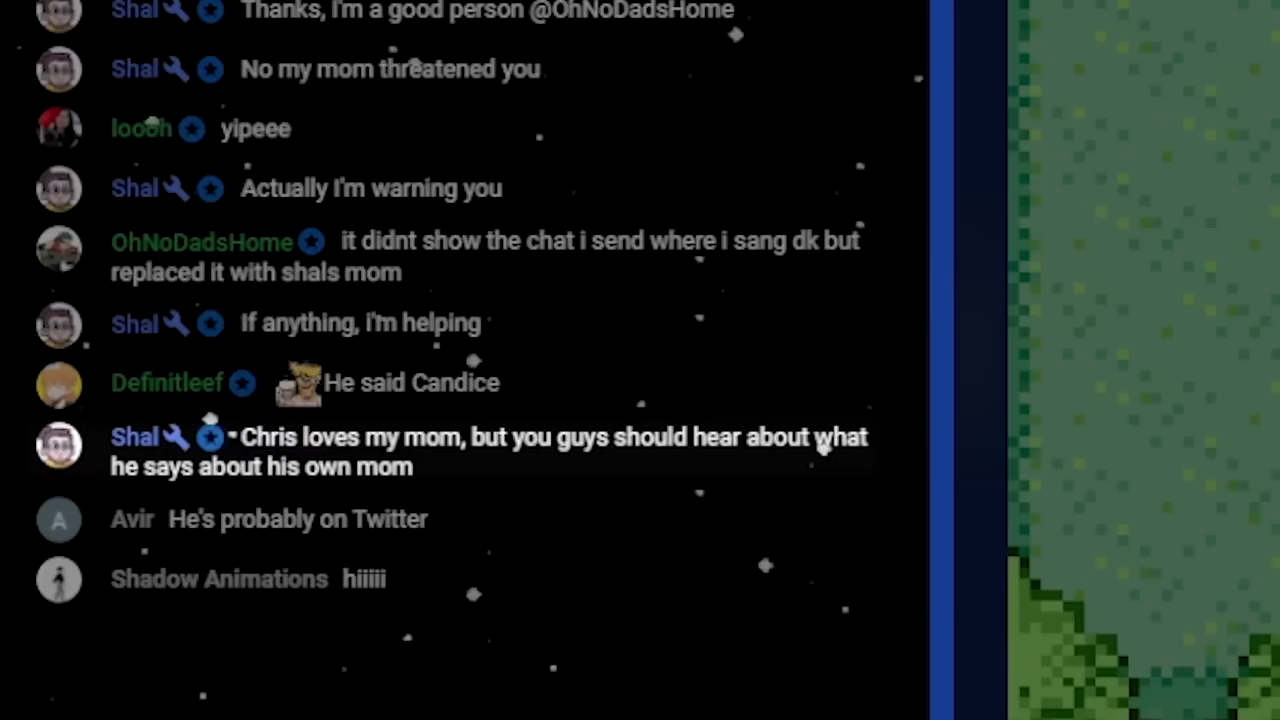 Shal Thanks, I'm a good person @OhNoDadsHome
Shal No my mom threatened you
loooh yipeee
Shal Actually I'm warning you
OhNoDadsHome it didnt show the chat i send where i sang dk but
replaced it with shals mom
Shal If anything, i'm helping
Definitleef He said Candice
Shal Chris loves my mom, but you guys should hear about what
he says about his own mom
A Avir He's probably on Twitter
Shadow Animations hiiiii